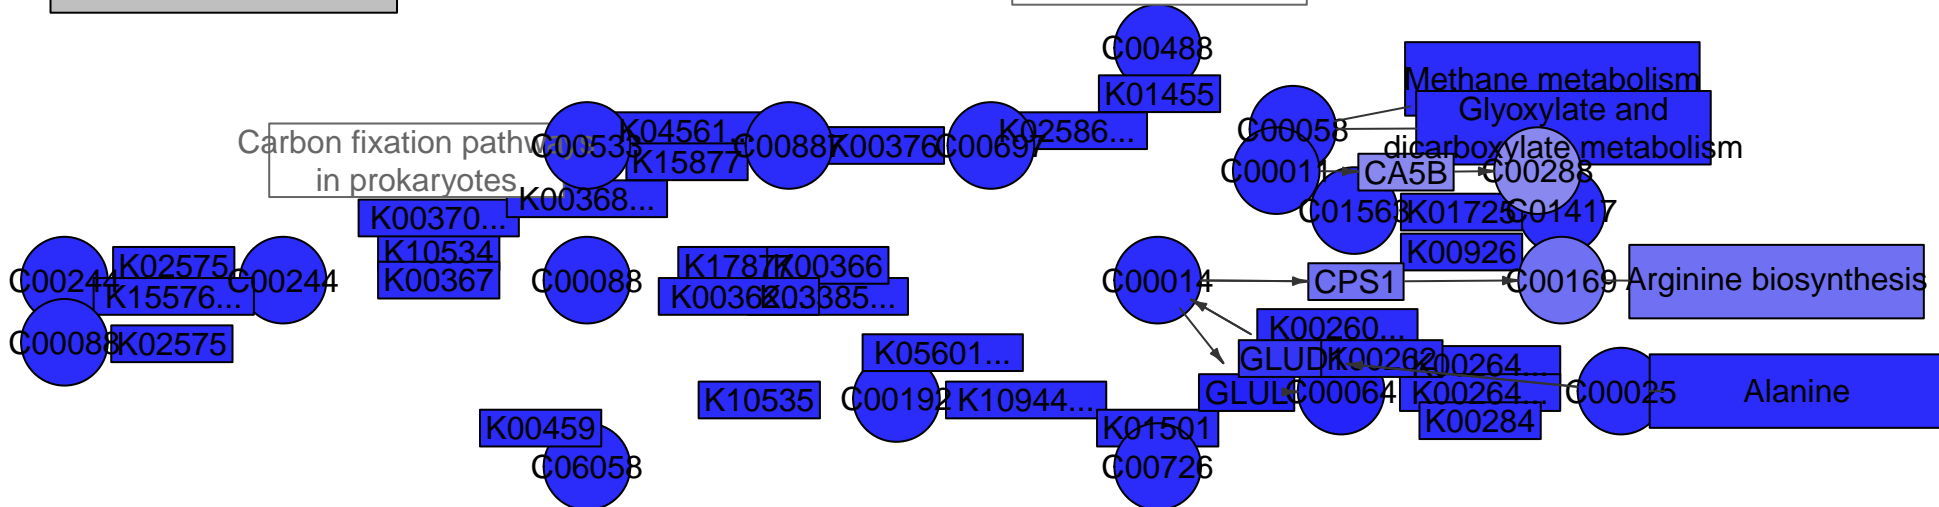 C00488
K01455
Methane metabolism
Glyoxylate and
dicarboxylate metabolism
C00058
Carbon fixation pathways
in prokaryotes
C00533
K04561...
K15877
C00887
K00376
C00697
K02586...
C00011
CA5B
C00288
K00368...
K00370...
C01563
K01725
C01417
K10534
K00367
K00926
C00244
K02575
K15576...
C00244
C00088
K00366
K00362...
K03385...
C00014
CPS1
C00169
Arginine biosynthesis
C00088
K02575
K00260...
K05601...
K00262
K00264...
K10535
C00192
K10944...
GLUL
C00064
K00264...
K00284
C00025
Alanine
K00459
K01501
C06058
C00726